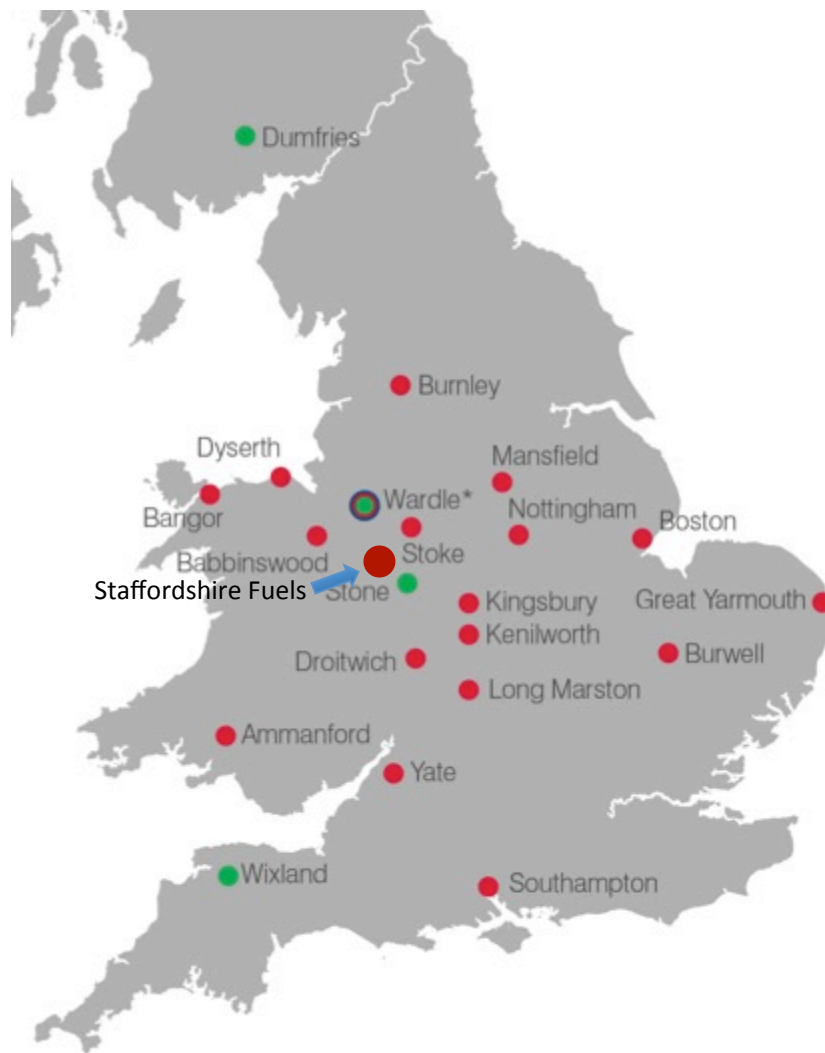 Dumfries
Burnley
Dyserth
Mansfield
Wardle*
Bangor
Nottingham
Boston
Babbinswood
Stoke
Staffordshire Fuels
Stone
Kingsbury
Great Yarmouth
Kenilworth
Droitwich
Burwell
Long Marston
Ammanford
Yate
Wixland
Southampton